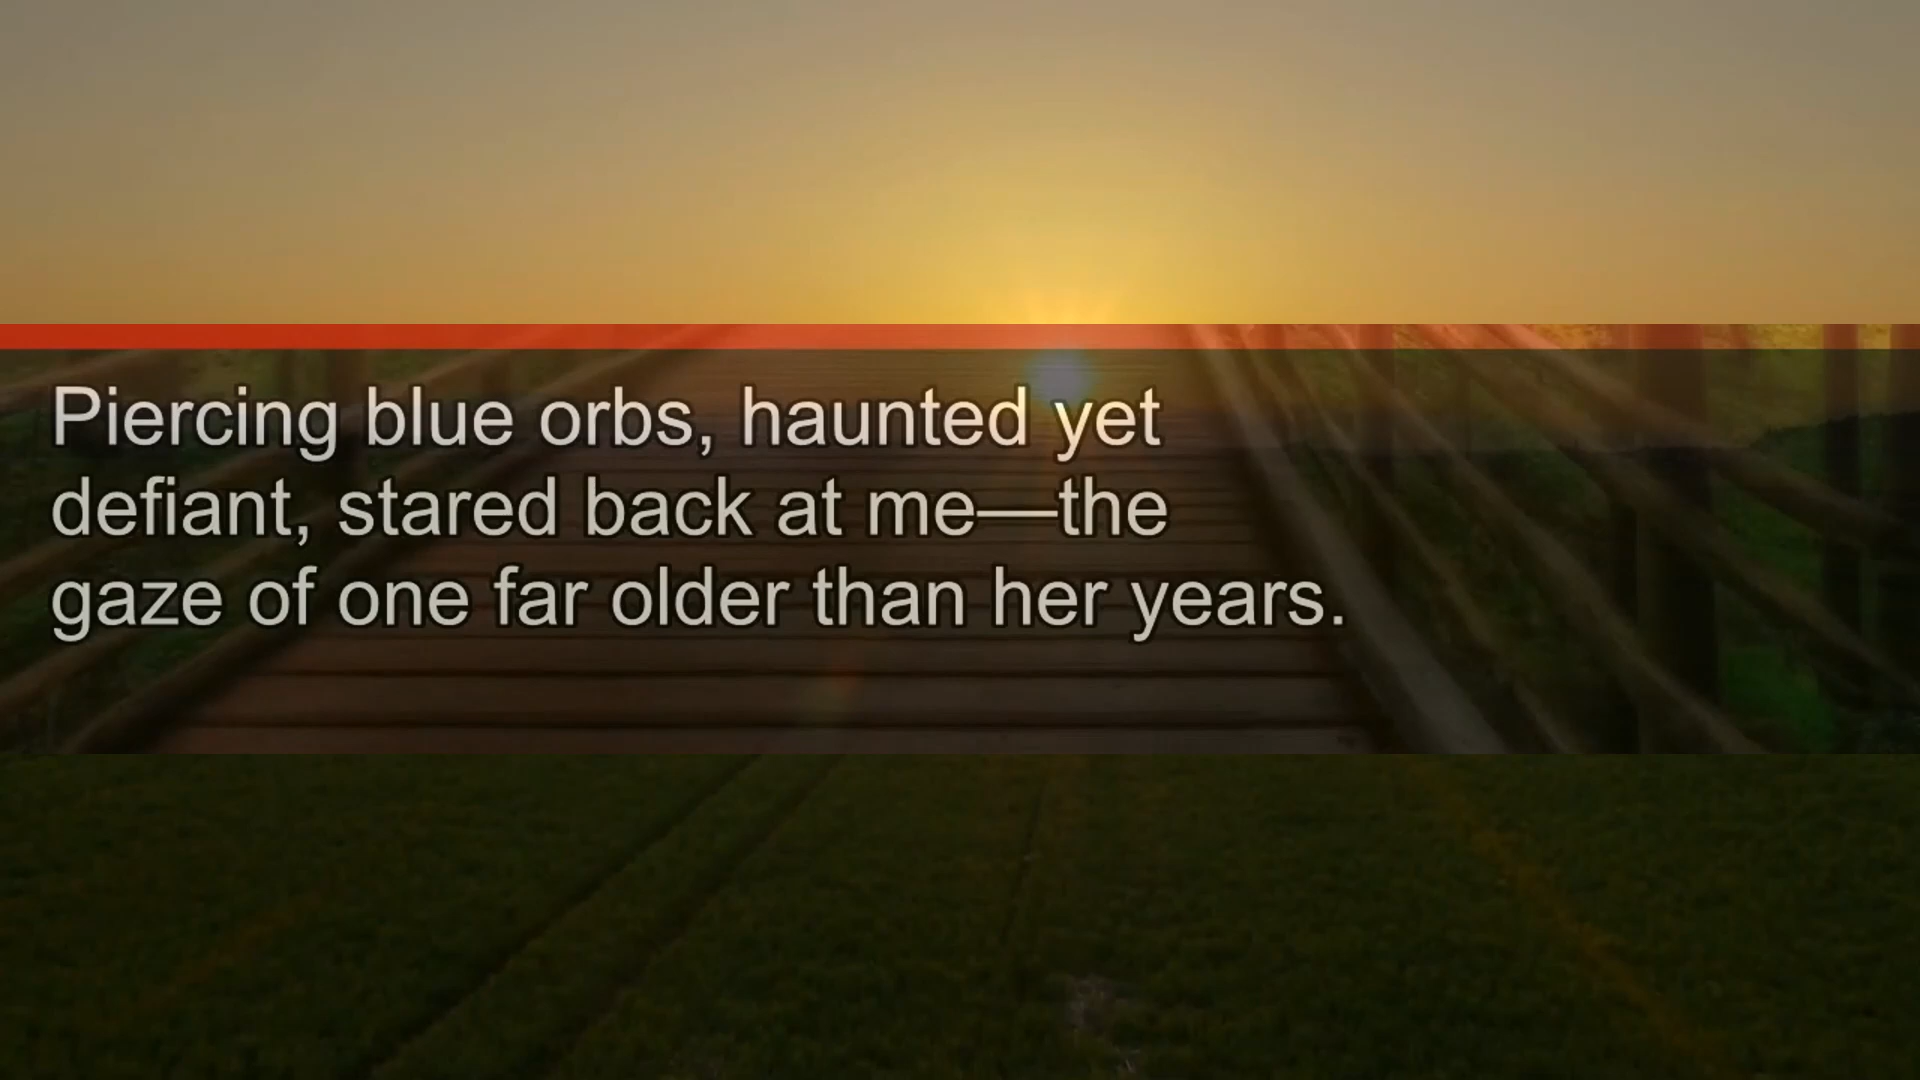 Piercing blue orbs, haunted yet
defiant, stared back at me—the
gaze of one far older than her years.